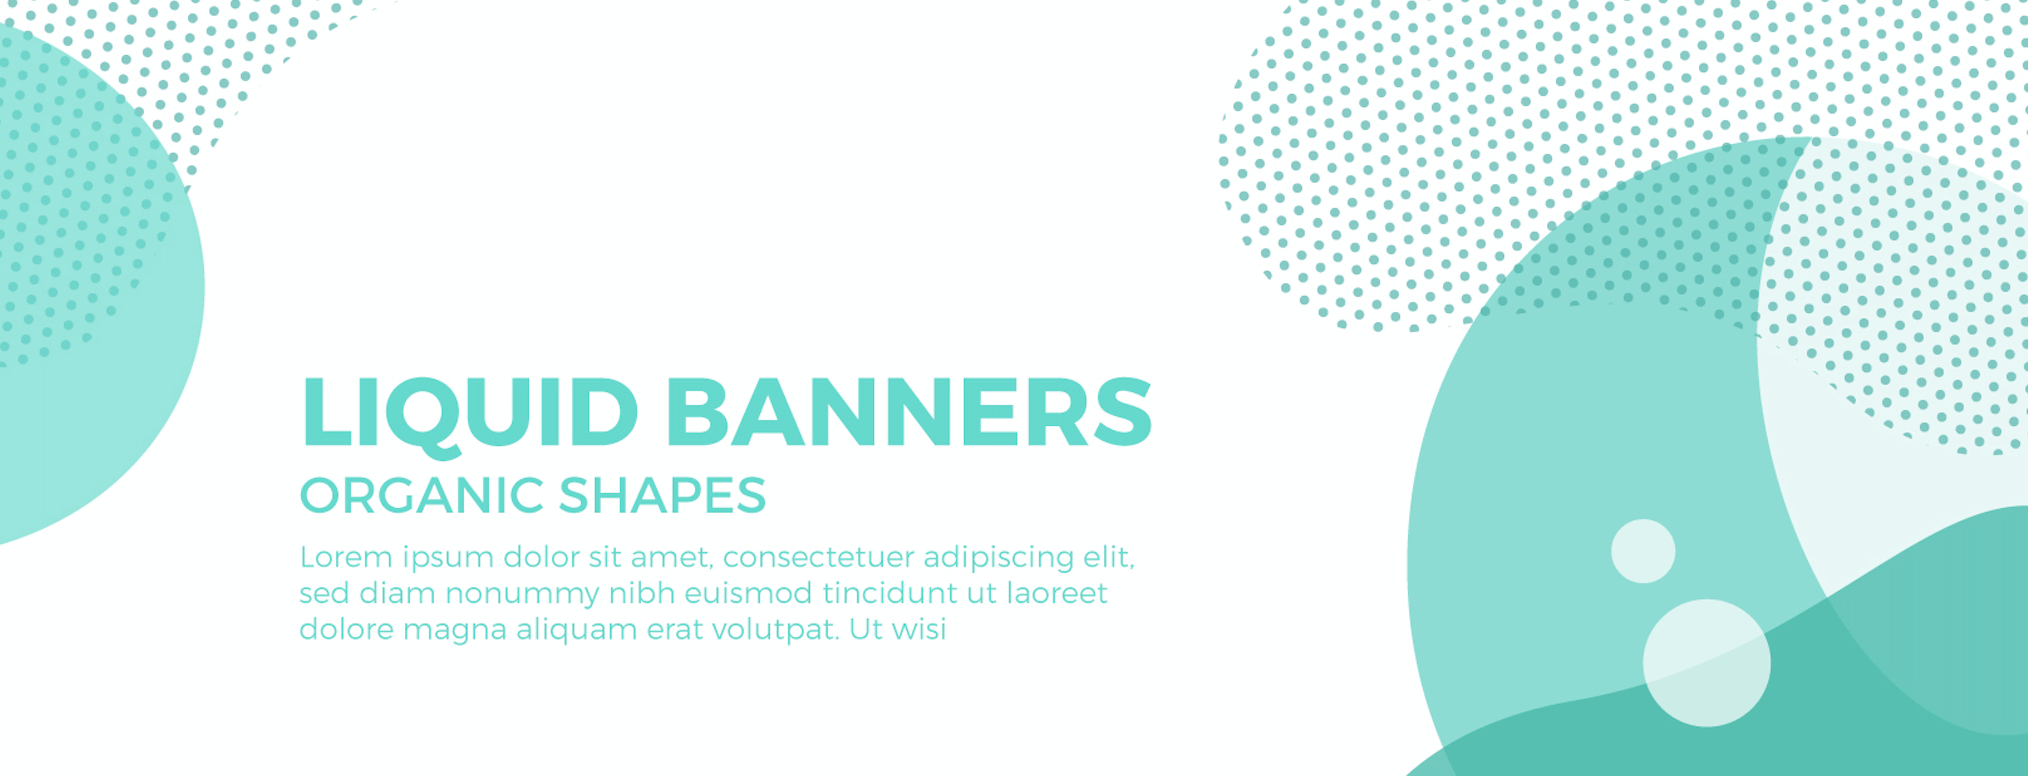 LIQUID BANNERS
ORGANIC SHAPES
Lorem ipsum dolor sit amet, consectetuer adipiscing elit,
sed diam nonummy nibh euismod tincidunt ut laoreet
dolore magna aliquam erat volutpat. Ut wisi